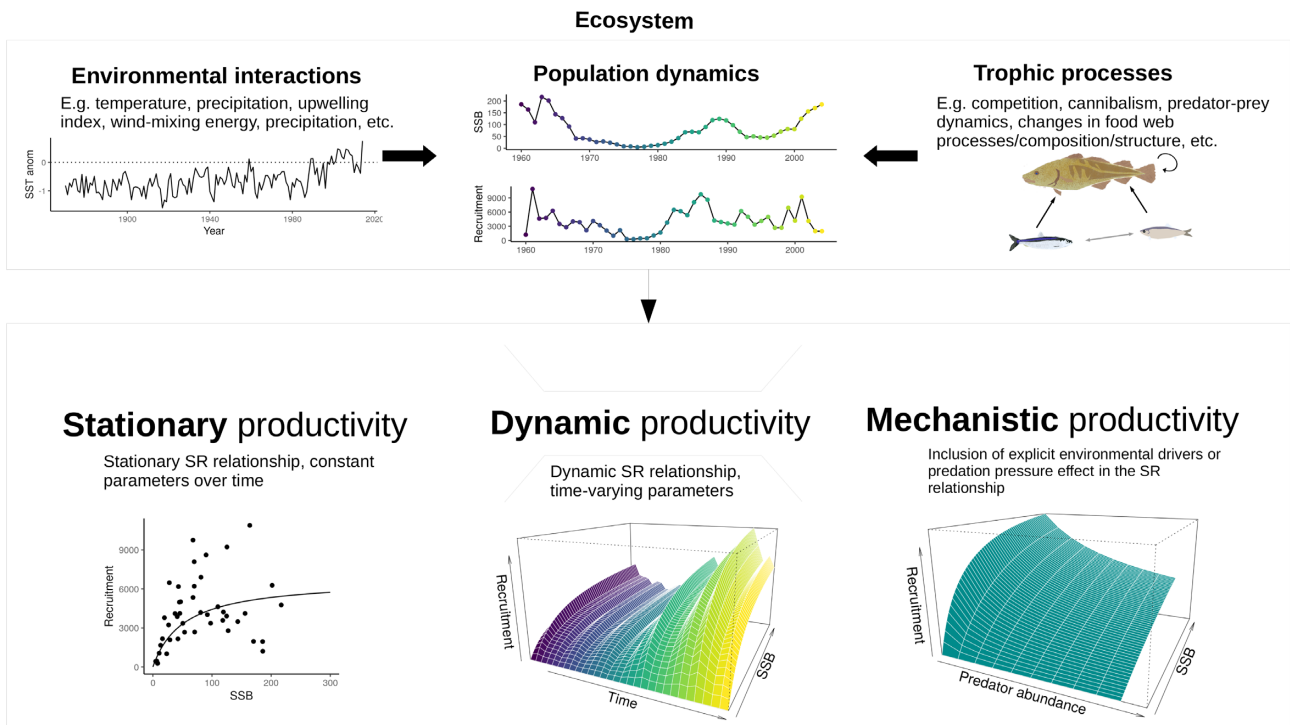 Ecosystem
Environmental interactions
E.g. temperature, precipitation, upwelling
index, wind-mixing energy, precipitation, etc.
SST anom
0
-1
1900
1940
1980
202
Year
Population dynamics
SSB
200
150
100
50
0
1960
1970
1980
1990
2000
Recruitment
9000
6000
3000
0
1960
1970
1980
1990
2000
Trophic processes
E.g. competition, cannibalism, predator-prey
dynamics, changes in food web
processes/composition/structure, etc.
Stationary productivity
Stationary SR relationship, constant
parameters over time
Recruitment
9000
6000
3000
0
0
100
200
300
SSB
Dynamic productivity
Dynamic SR relationship,
time-varying parameters
Recruitment
Time
SSB
Mechanistic productivity
Inclusion of explicit environmental drivers or
predation pressure effect in the SR
relationship
Recruitment
Predator abundance
SSB